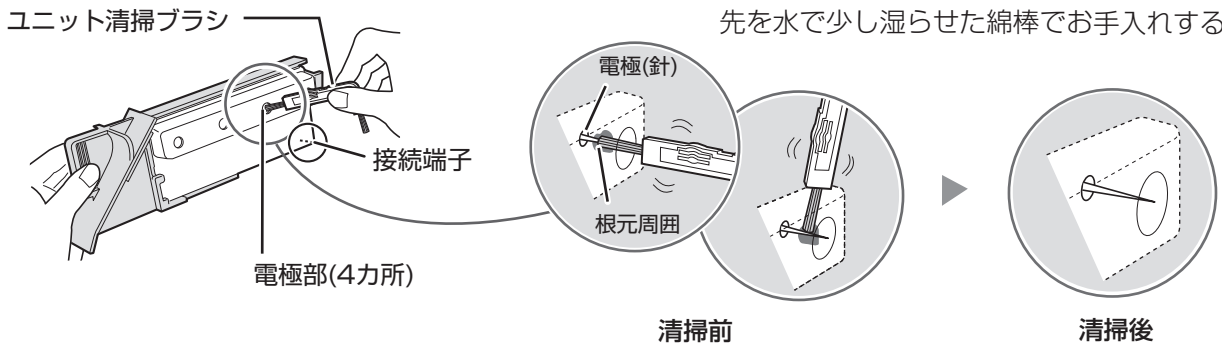 ユニット清掃ブラシ
先を水で少し湿らせた綿棒でお手入れする
電極(針)
接続端子
根元周囲
電極部(4カ所)
清掃前
清掃後